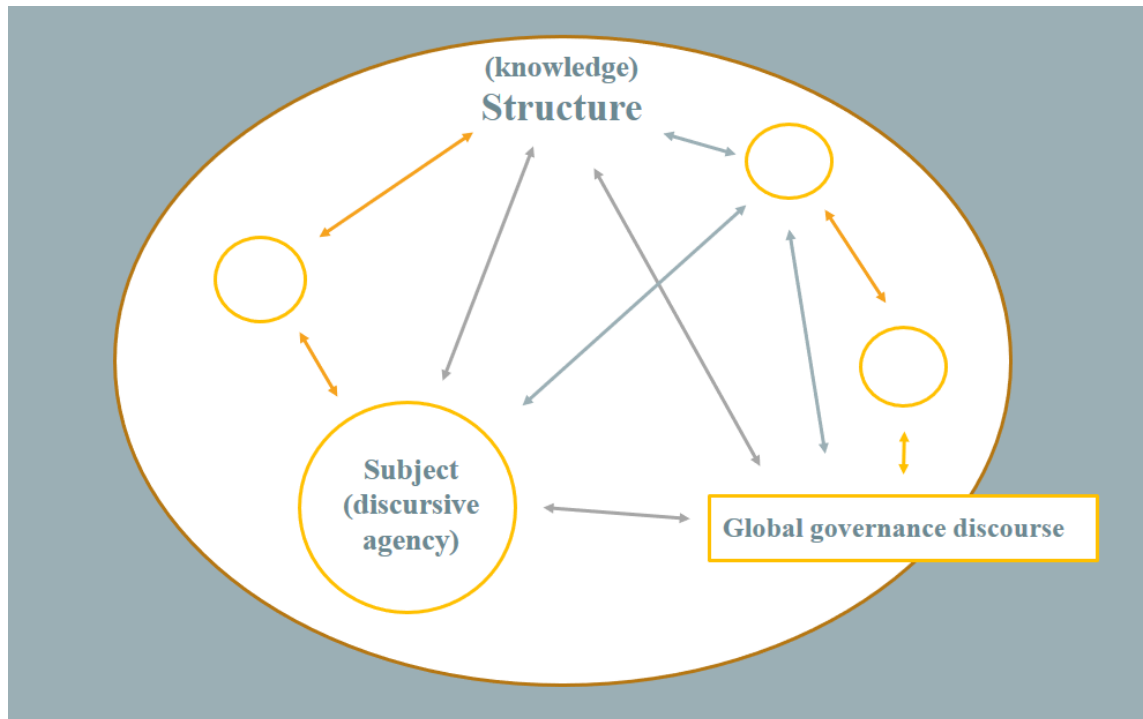 (knowledge)
Structure
Subject
(discursive
agency)
Global governance discourse